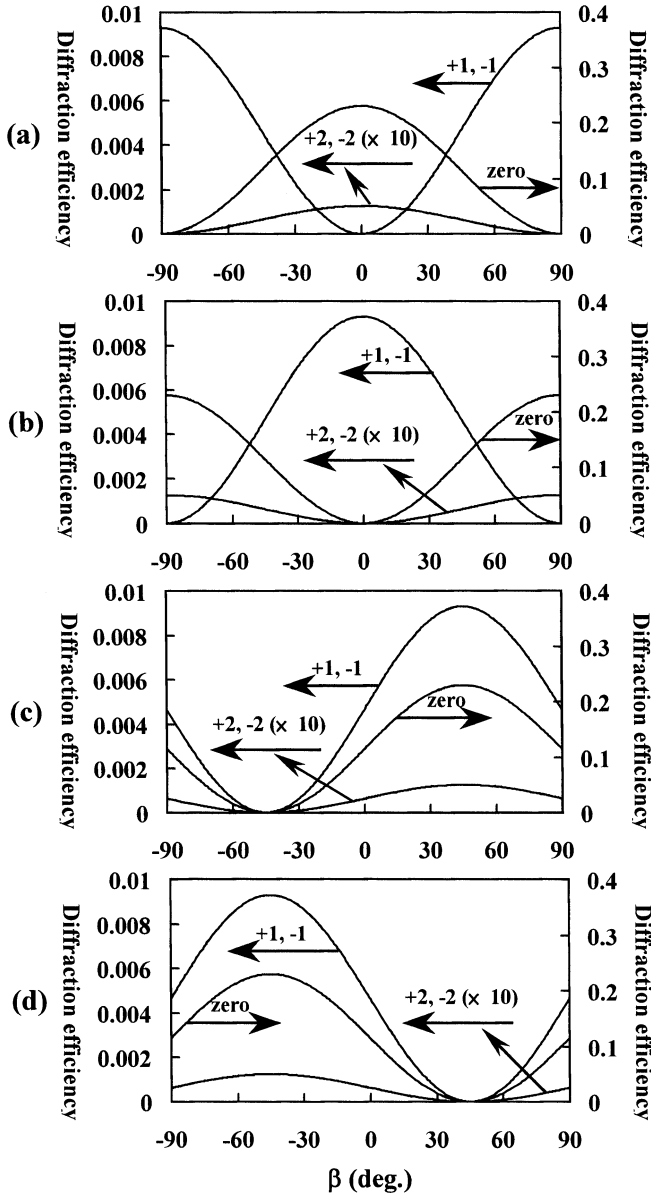 (a)
Diffraction efficiency
0.01
0.008
0.006
0.004
0.002
0
+1, -1
+2, -2 (× 10)
zero
0.4
0.3
0.2
0.1
0
Diffraction efficiency
-90 -60 -30 0 30 60 90
(b)
Diffraction efficiency
0.01
0.008
0.006
0.004
0.002
0
+1, -1
+2, -2 (× 10)
zero
0.4
0.3
0.2
0.1
0
Diffraction efficiency
-90 -60 -30 0 30 60 90
(c)
Diffraction efficiency
0.01
0.008
0.006
0.004
0.002
0
+1, -1
+2, -2 (× 10)
zero
0.4
0.3
0.2
0.1
0
Diffraction efficiency
-90 -60 -30 0 30 60 90
(d)
Diffraction efficiency
0.01
0.008
0.006
0.004
0.002
0
+1, -1
zero
+2, -2 (× 10)
0.4
0.3
0.2
0.1
0
Diffraction efficiency
-90 -60 -30 0 30 60 90
β (deg.)